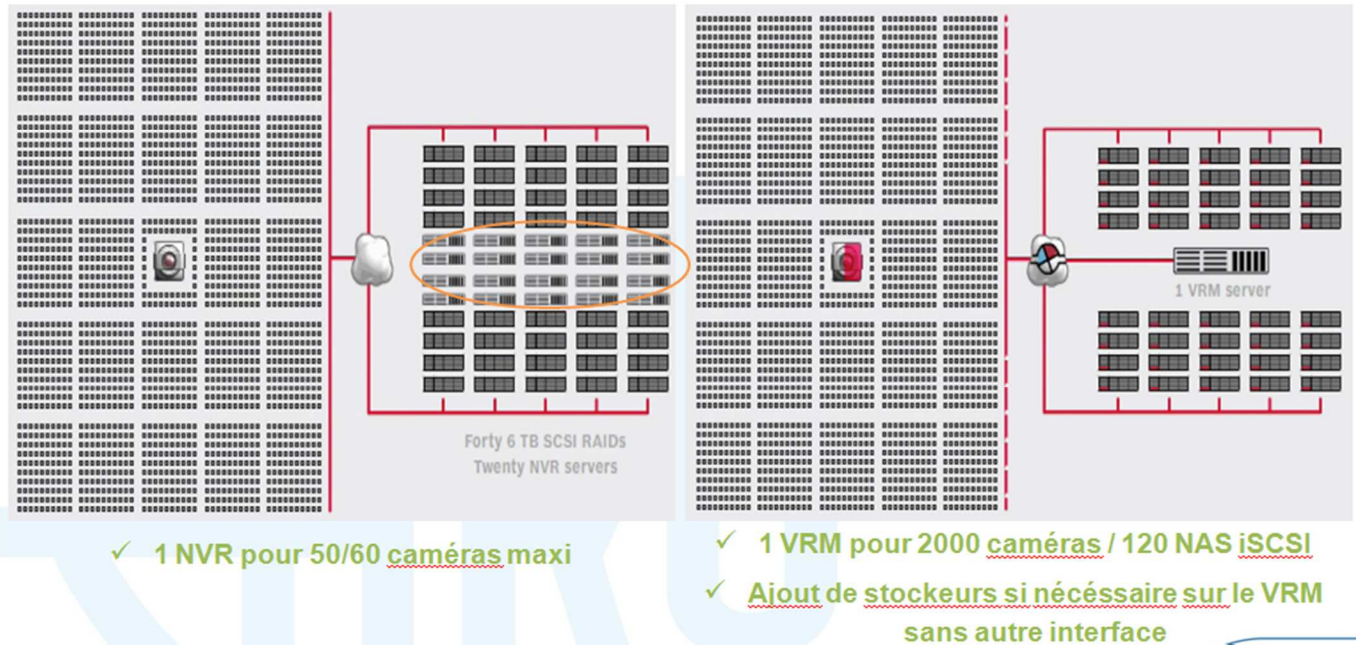 Forty 6 TB SCSI RAIDs
Twenty NVR servers
1 VRM server
✓ 1 NVR pour 50/60 caméras maxi
✓ 1 VRM pour 2000 caméras / 120 NAS iSCSI
✓ Ajout de stockeurs si nécéssaire sur le VRM
sans autre interface